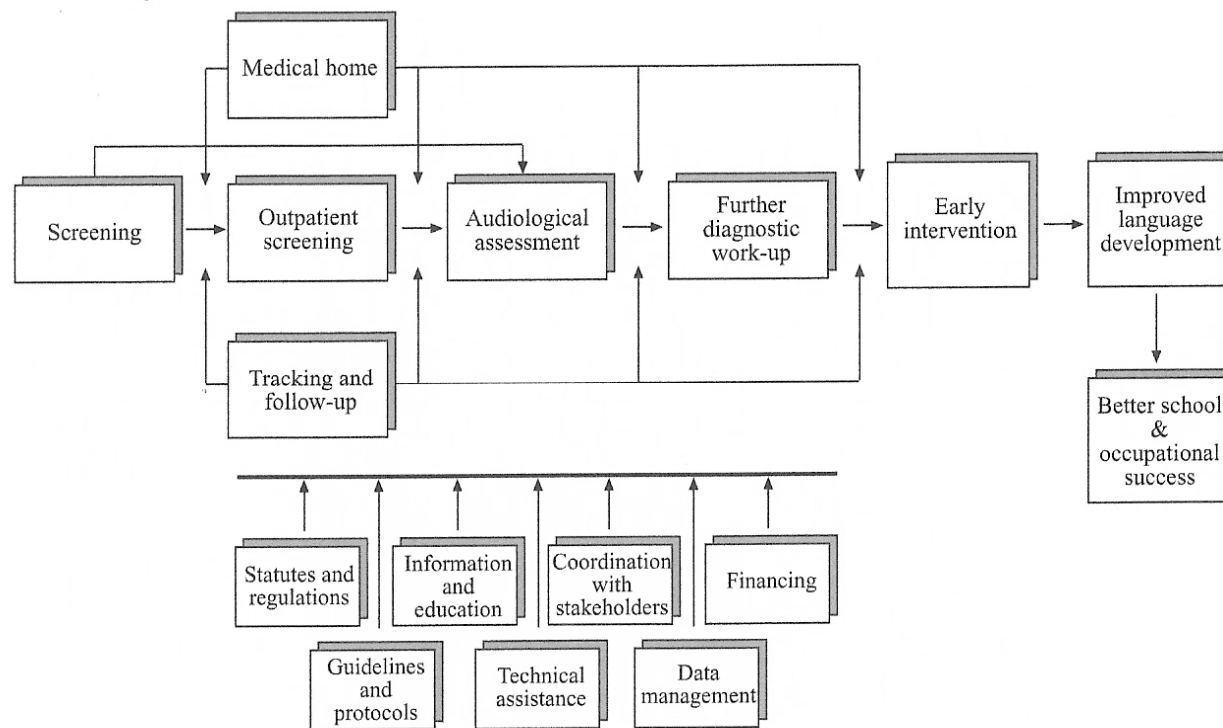 Medical home
Screening
Outpatient
screening
Audiological
assessment
Further
diagnostic
work-up
Early
intervention
Improved
language
development
Tracking and
follow-up
Better school
&
occupational
success
Statutes and
regulations
Information
and
education
Coordination
with
stakeholders
Financing
Guidelines
and
protocols
Technical
assistance
Data
management